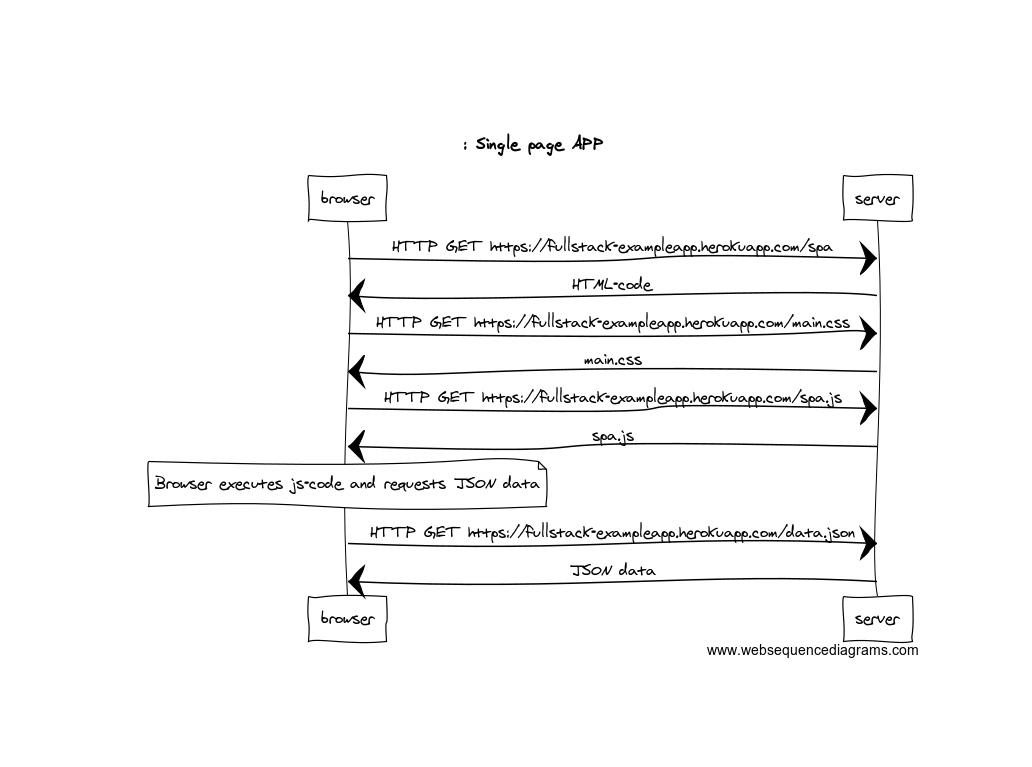 : Single page APP
browser
server
HTTP GET https://fullstack-exampleapp.herokuapp.com/spa
HTML-code
HTTP GET https://fullstack-exampleapp.herokuapp.com/main.css
main.css
HTTP GET https://fullstack-exampleapp.herokuapp.com/spa.js
spa.js
Browser executes js-code and requests JSON data
HTTP GET https://fullstack-exampleapp.herokuapp.com/data.json
JSON data
browser
server
www.websequencediagrams.com